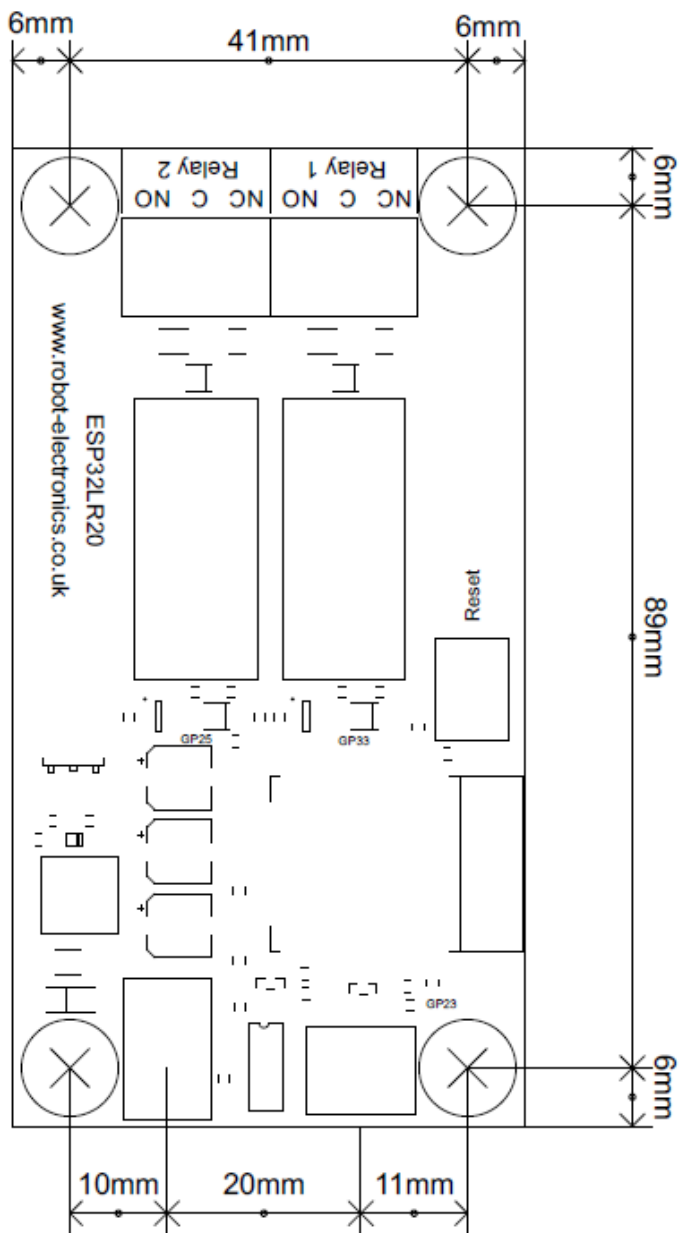 6mm
41mm
6mm
Relay 2
Relay 1
NO C NC
NO C NC
6mm
www.robot-electronics.co.uk
ESP32LR20
Reset
89mm
+
+
GP25
GP33
+
+
+
GP23
6mm
10mm
20mm
11mm